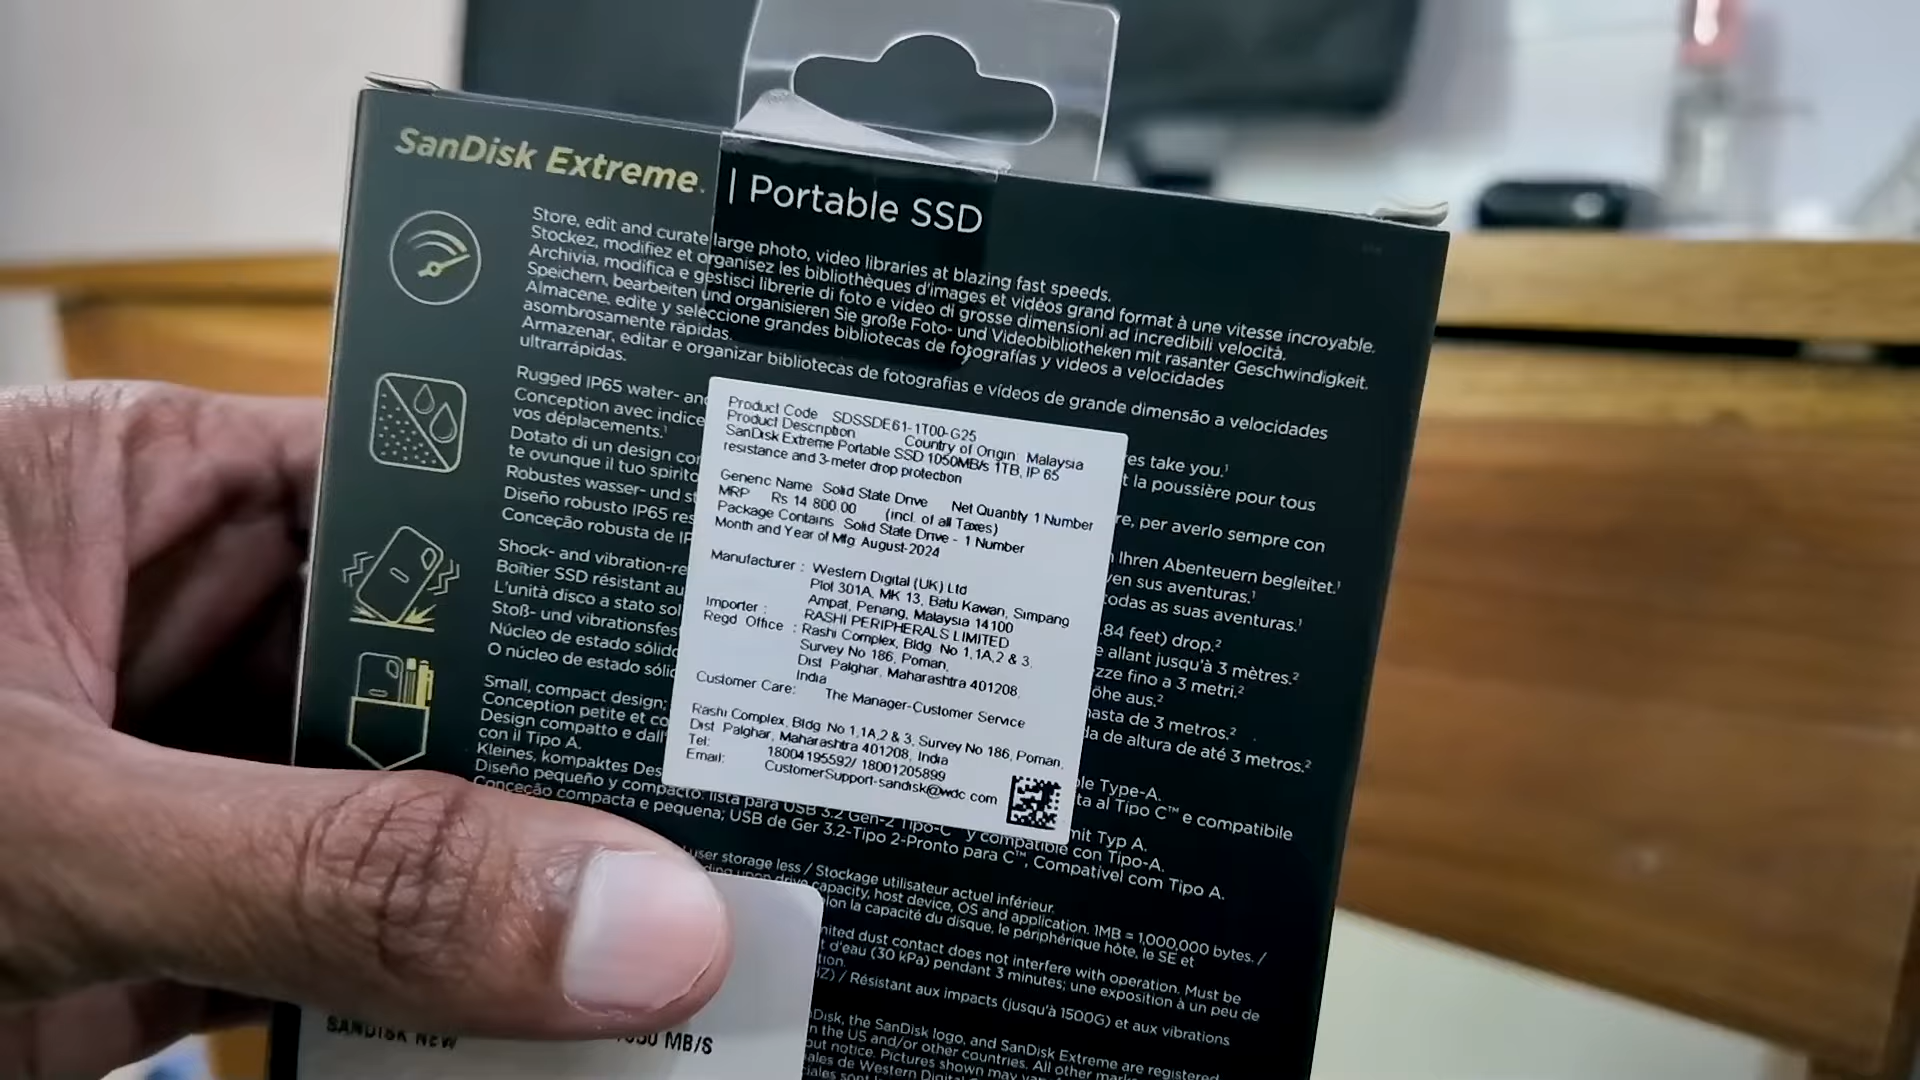 SanDisk Extreme | Portable SSD
Store, edit and curate large photo, video libraries at blazing fast speeds.
Stockez, modifiez et organisez les bibliothèques d'images et vidéos grand format à une vitesse incroyable.
Archivia, modifica e gestisci librerie di foto e video di grosse dimensioni ad incredibili velocità.
Speichern, bearbeiten und organisieren Sie große Foto- und Videobibliotheken mit rasanter Geschwindigkeit.
Almacene, edite y seleccione grandes bibliotecas de fotografías y videos a velocidades
asombrosamente rápidas.
Armazenar, editar e organizar bibliotecas de fotografias e vídeos de grande dimensão a velocidades
ultrarrápidas.
Rugged IP65 water- and
es take you.¹
Conception avec indice
t la poussière pour tous
vos déplacements.¹
Dotato di un design con
re, per averlo sempre con
te ovunque il tuo spirito
Robustes wasser- und st
Ihren Abenteuern begleitet.¹
Diseño robusto IP65 res
en sus aventuras.¹
Conceção robusta de IP
odas as suas aventuras.¹
Shock- and vibration-re
.84 feet) drop.²
Boîtier SSD résistant au
e allant jusqu'à 3 mètres.²
L'unità disco a stato sol
zze fino a 3 metri.²
Stoß- und vibrationsfes
öhe aus.²
Núcleo de estado sólido
asta de 3 metros.²
O núcleo de estado sólid
da de altura de até 3 metros.²
Small, compact design;
le Type-A.
Conception petite et co
ta al Tipo C™ e compatibile
Design compatto e dall'
con il Tipo A.
Kleines, kompaktes Des
mit Typ A.
Diseño pequeño y compacto: lista para USB 3.2 Gen-2 Tipo-C y compatible con Tipo-A.
Conceção compacta e pequena; USB de Ger 3.2-Tipo 2-Pronto para C™, Compatível com Tipo A.
Product Code SDSSDE61-1T00-G25
Product Description Country of Origin: Malaysia
SanDisk Extreme Portable SSD 1050MB/s 1TB, IP 65
resistance and 3-meter drop protection
Generic Name Solid State Drive Net Quantity 1 Number
MRP Rs 14 800 00 (incl. of all Taxes)
Package Contains Solid State Drive - 1 Number
Month and Year of Mfg August-2024
Manufacturer : Western Digital (UK) Ltd
Plot 301A, MK 13, Batu Kawan, Simpang
Ampat, Penang, Malaysia 14100
Importer : RASHI PERIPHERALS LIMITED
Regd Office : Rashi Complex, Bldg No 1,1A,2 & 3,
Survey No 186, Poman,
Dist Palghar, Maharashtra 401208,
India
Customer Care: The Manager-Customer Service
Rashi Complex, Bldg No 1,1A,2 & 3, Survey No 186, Poman,
Dist Palghar, Maharashtra 401208, India
Tel: 18004195592/ 18001205899
Email: CustomerSupport-sandisk@wdc.com
user storage less / Stockage utilisateur actuel inférieur.
drive capacity, host device, OS and application. 1MB = 1,000,000 bytes. /
lon la capacité du disque, le périphérique hôte, le SE et
mited dust contact does not interfere with operation. Must be
t d'eau (30 kPa) pendant 3 minutes; une exposition à un peu de
tion.
Z) / Résistant aux impacts (jusqu'à 1500G) et aux vibrations
Disk, the SanDisk logo, and SanDisk Extreme are registered
n the US and/or other countries. All other mark
out notice. Pictures shown may
ales de Western Digital
SANDISK NEW
MB/S